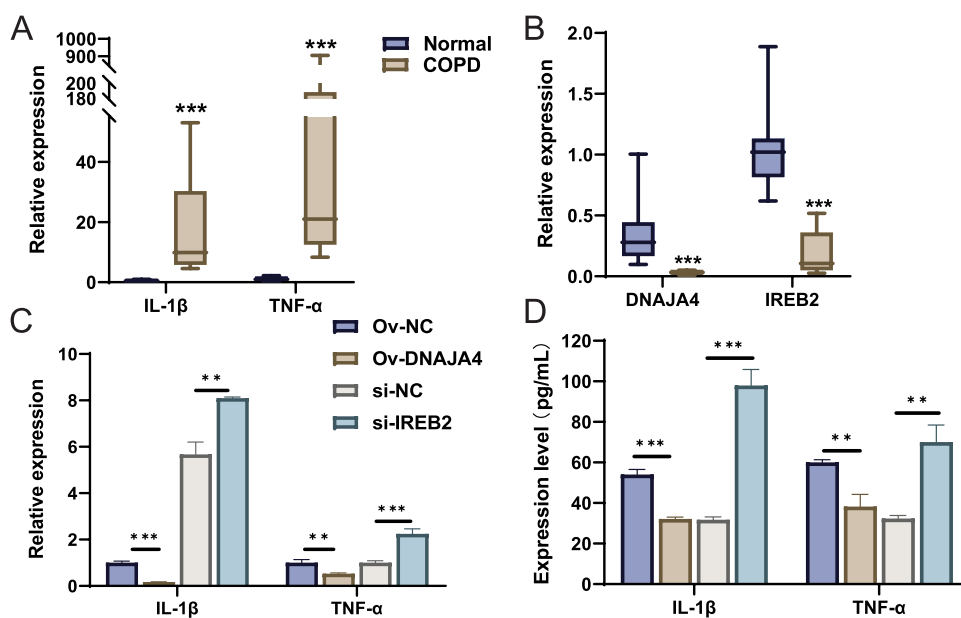 A
Relative expression
1000
900
200
180
40
20
0
***
***
IL-1β
TNF-α
Normal
COPD
B
Relative expression
2.0
1.5
1.0
0.5
0.0
***
***
DNAJA4
IREB2
C
Relative expression
10
8
6
4
2
0
***
**
**
***
IL-1β
TNF-α
Ov-NC
Ov-DNAJA4
si-NC
si-IREB2
D
Expression level（pg/mL）
120
100
80
60
40
20
0
***
***
**
**
IL-1β
TNF-α